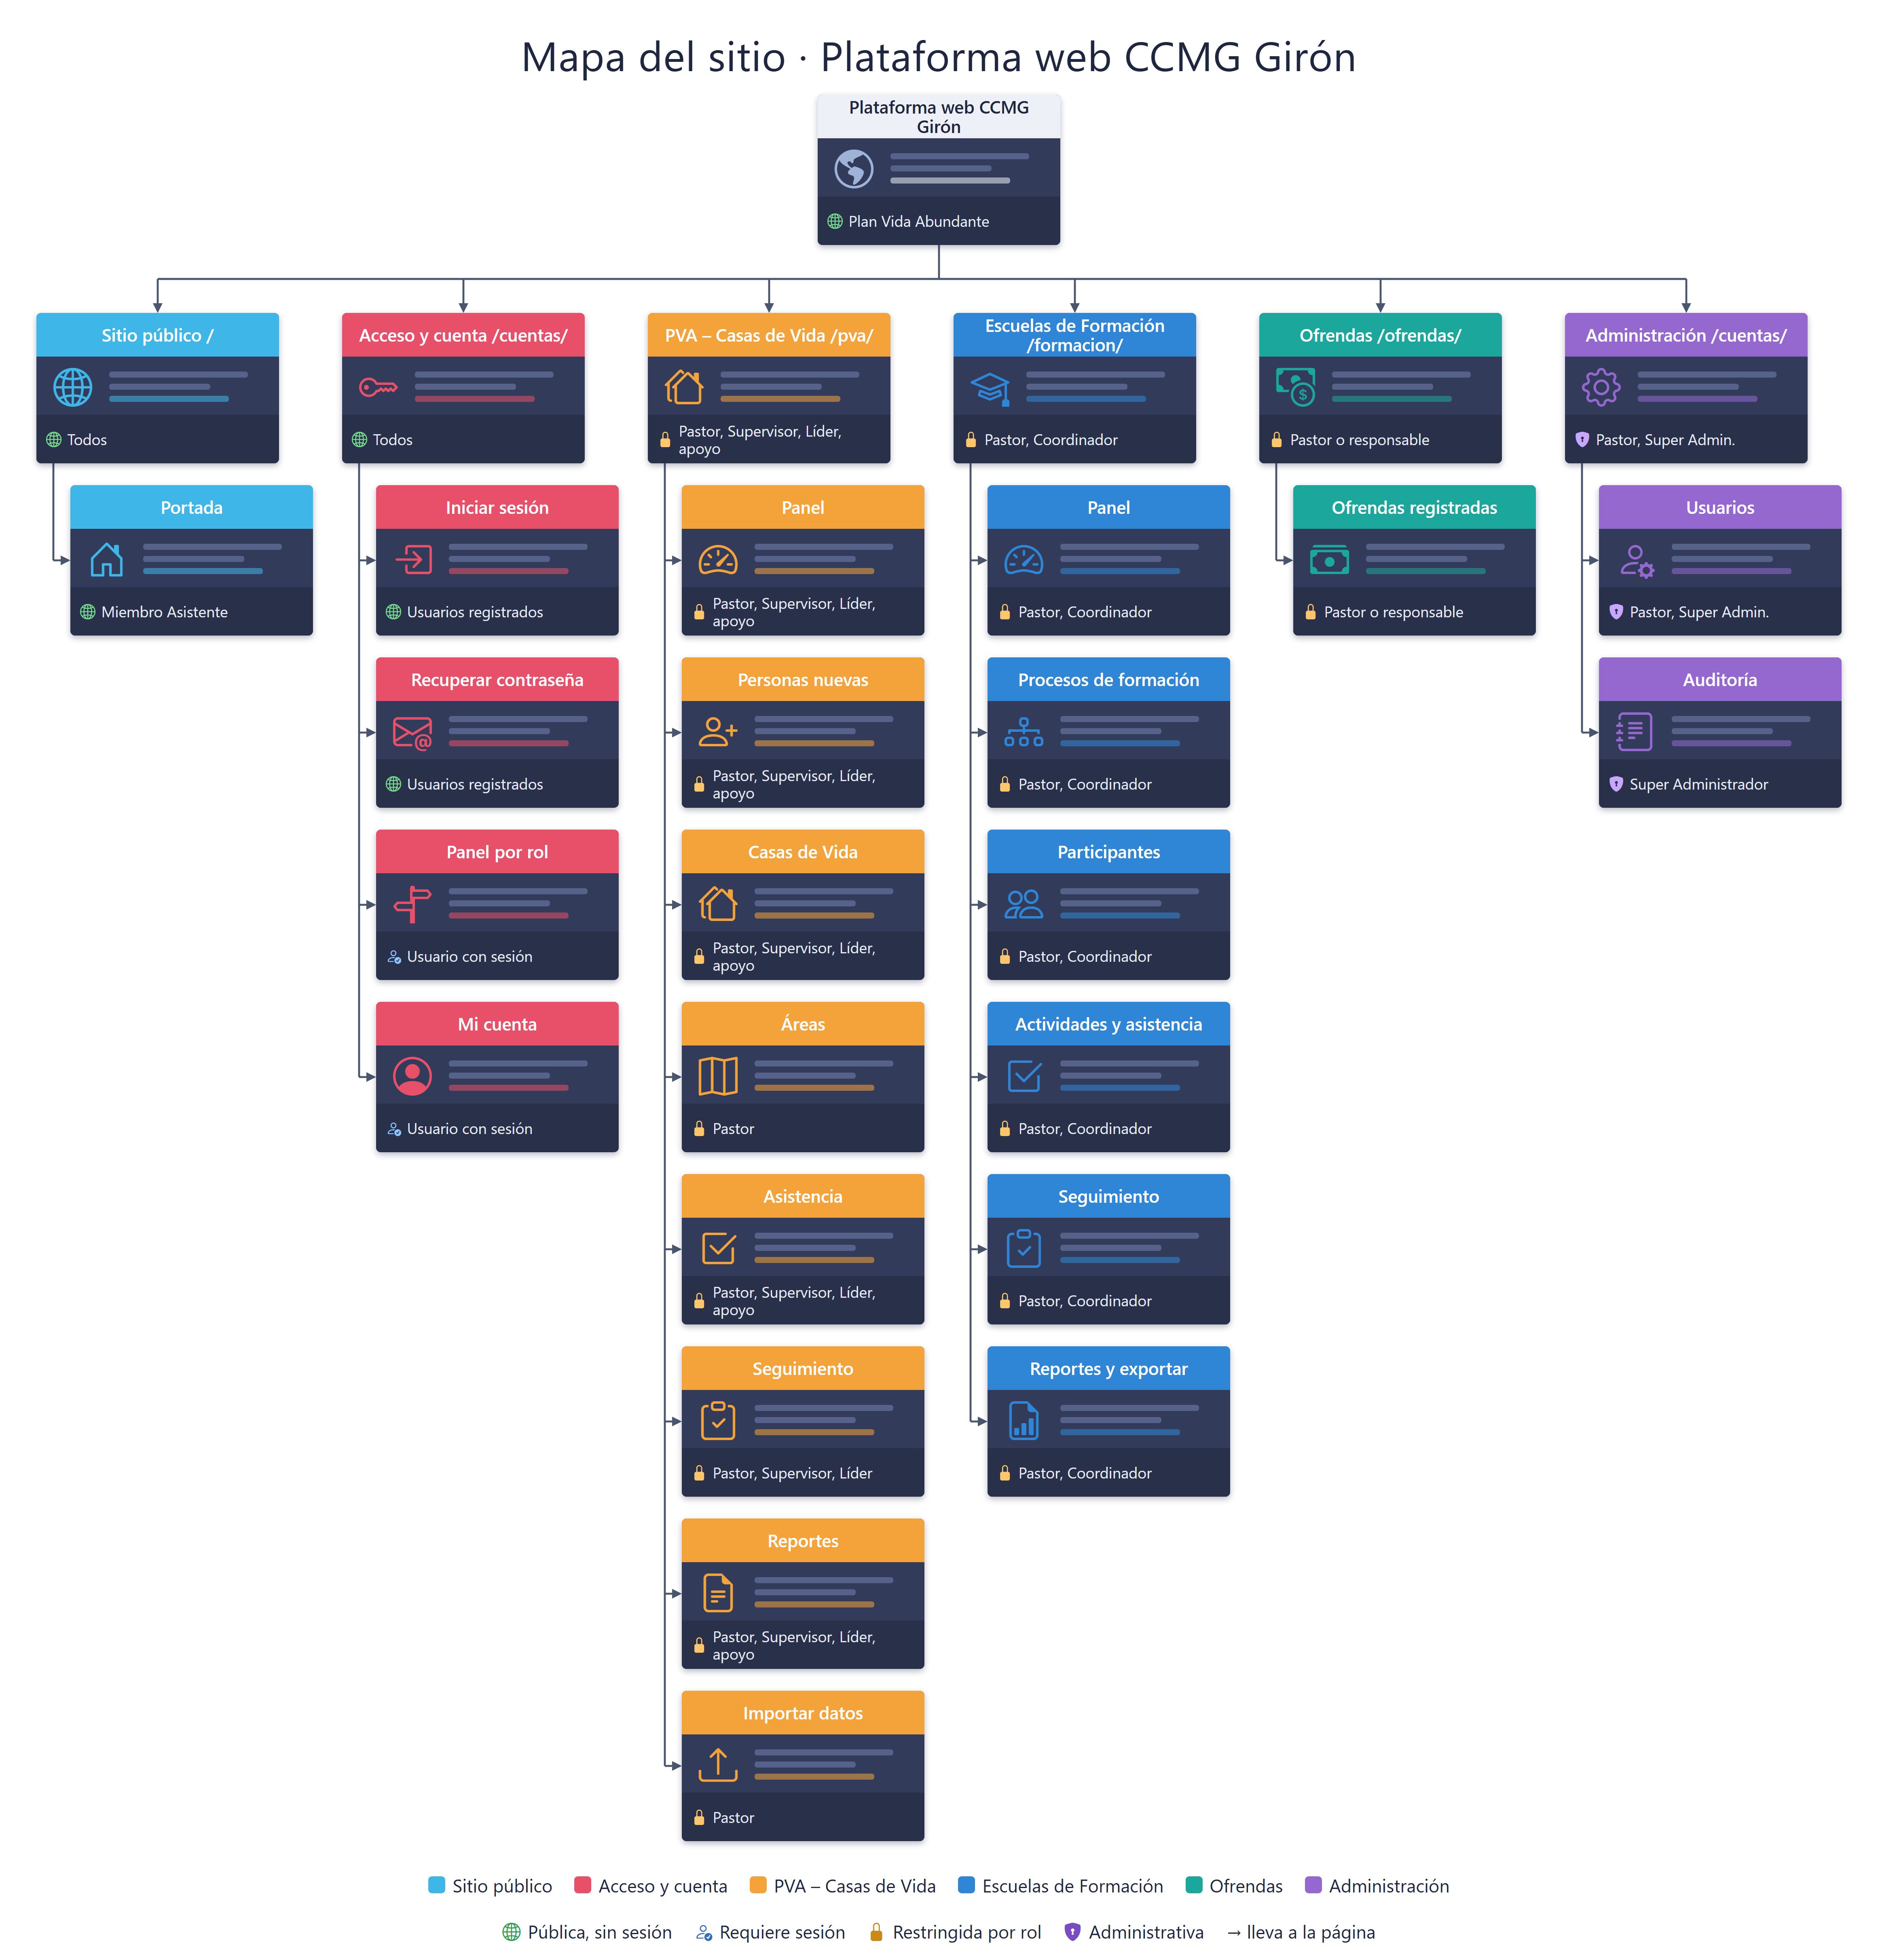 Mapa del sitio · Plataforma web CCMG Girón
Plataforma web CCMG
Girón
Plan Vida Abundante
Sitio público /
Todos
Portada
Miembro Asistente
Acceso y cuenta /cuentas/
Todos
Iniciar sesión
Usuarios registrados
Recuperar contraseña
Usuarios registrados
Panel por rol
Usuario con sesión
Mi cuenta
Usuario con sesión
PVA – Casas de Vida /pva/
Pastor, Supervisor, Líder,
apoyo
Panel
Pastor, Supervisor, Líder,
apoyo
Personas nuevas
Pastor, Supervisor, Líder,
apoyo
Casas de Vida
Pastor, Supervisor, Líder,
apoyo
Áreas
Pastor
Asistencia
Pastor, Supervisor, Líder,
apoyo
Seguimiento
Pastor, Supervisor, Líder
Reportes
Pastor, Supervisor, Líder,
apoyo
Importar datos
Pastor
Escuelas de Formación
/formacion/
Pastor, Coordinador
Panel
Pastor, Coordinador
Procesos de formación
Pastor, Coordinador
Participantes
Pastor, Coordinador
Actividades y asistencia
Pastor, Coordinador
Seguimiento
Pastor, Coordinador
Reportes y exportar
Pastor, Coordinador
Ofrendas /ofrendas/
Pastor o responsable
Ofrendas registradas
Pastor o responsable
Administración /cuentas/
Pastor, Super Admin.
Usuarios
Pastor, Super Admin.
Auditoría
Super Administrador
Sitio público Acceso y cuenta PVA – Casas de Vida Escuelas de Formación Ofrendas Administración
Pública, sin sesión Requiere sesión Restringida por rol Administrativa → lleva a la página